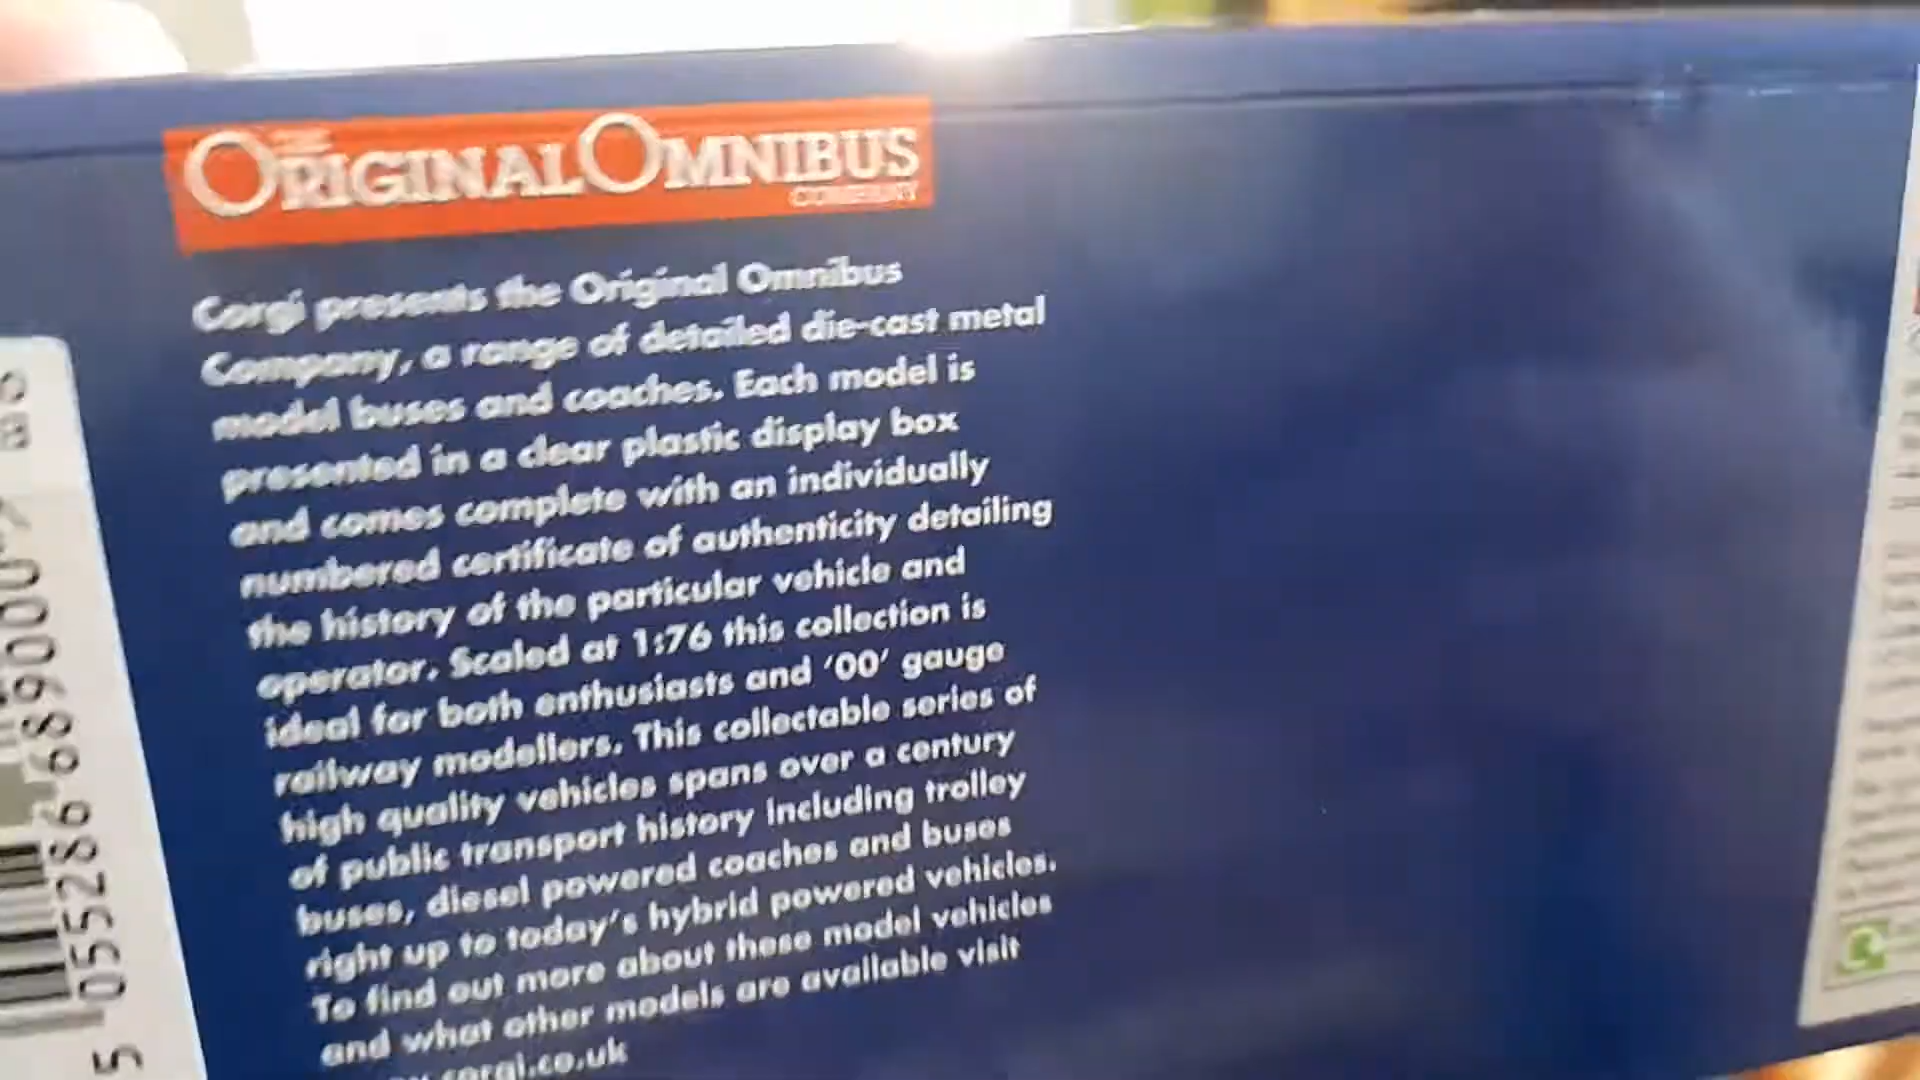 THE
ORIGINAL OMNIBUS
COMPANY
Corgi presents the Original Omnibus
Company, a range of detailed die-cast metal
model buses and coaches. Each model is
presented in a clear plastic display box
and comes complete with an individually
numbered certificate of authenticity detailing
the history of the particular vehicle and
operator. Scaled at 1:76 this collection is
ideal for both enthusiasts and ‘00’ gauge
railway modellers. This collectable series of
high quality vehicles spans over a century
of public transport history including trolley
buses, diesel powered coaches and buses
right up to today's hybrid powered vehicles.
To find out more about these model vehicles
and what other models are available visit
corgi.co.uk